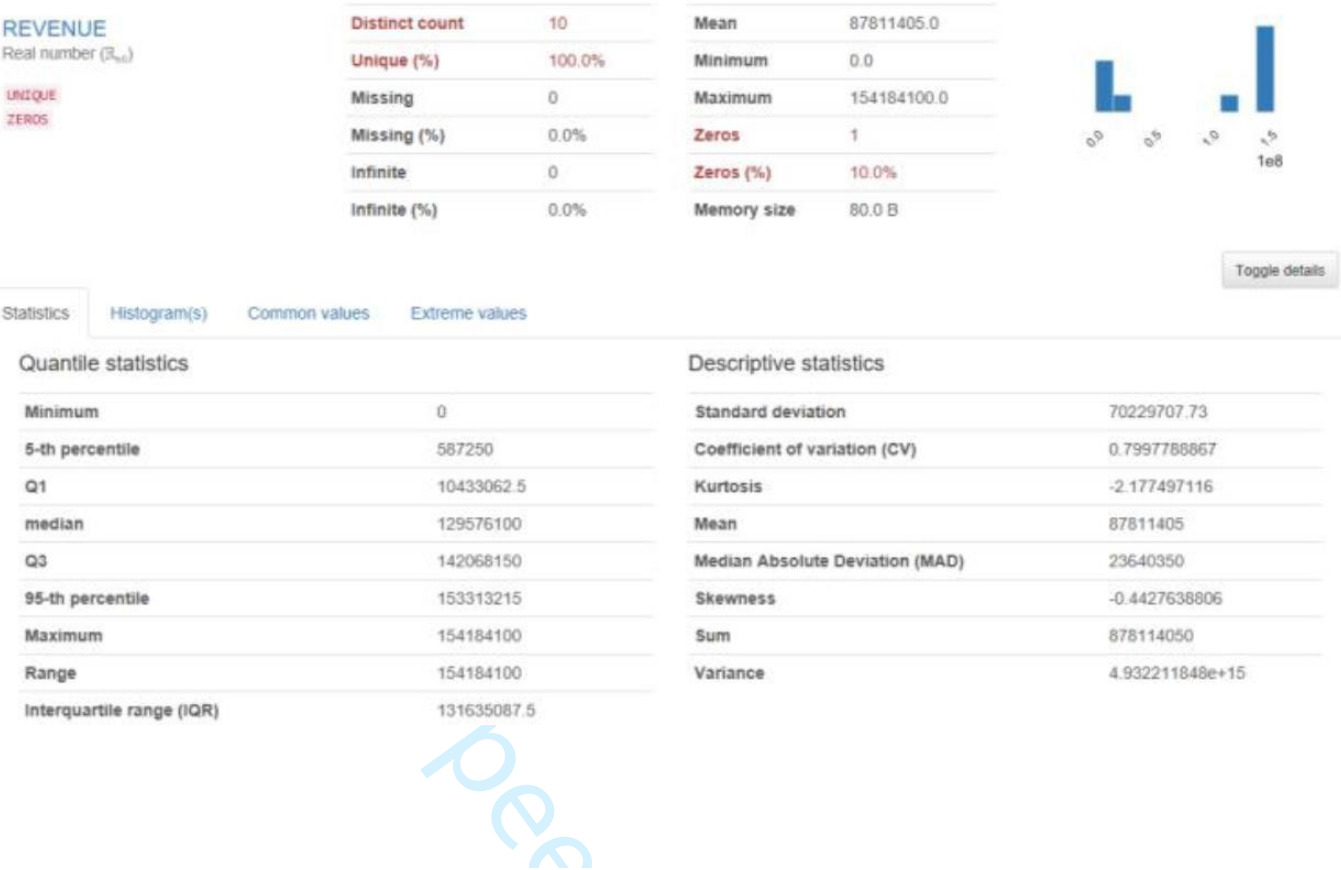 REVENUE
Real number (ℝ≥0)
UNIQUE
ZEROS
Distinct count 10
Unique (%) 100.0%
Missing 0
Missing (%) 0.0%
Infinite 0
Infinite (%) 0.0%
Mean 87811405.0
Minimum 0.0
Maximum 154184100.0
Zeros 1
Zeros (%) 10.0%
Memory size 80.0 B
0.0 0.5 1.0 1.5
1e8
Toggle details
Statistics Histogram(s) Common values Extreme values
Quantile statistics
Minimum 0
5-th percentile 587250
Q1 10433062.5
median 129576100
Q3 142068150
95-th percentile 153313215
Maximum 154184100
Range 154184100
Interquartile range (IQR) 131635087.5
Descriptive statistics
Standard deviation 70229707.73
Coefficient of variation (CV) 0.7997788867
Kurtosis -2.177497116
Mean 87811405
Median Absolute Deviation (MAD) 23640350
Skewness -0.4427638806
Sum 878114050
Variance 4.932211848e+15
pee